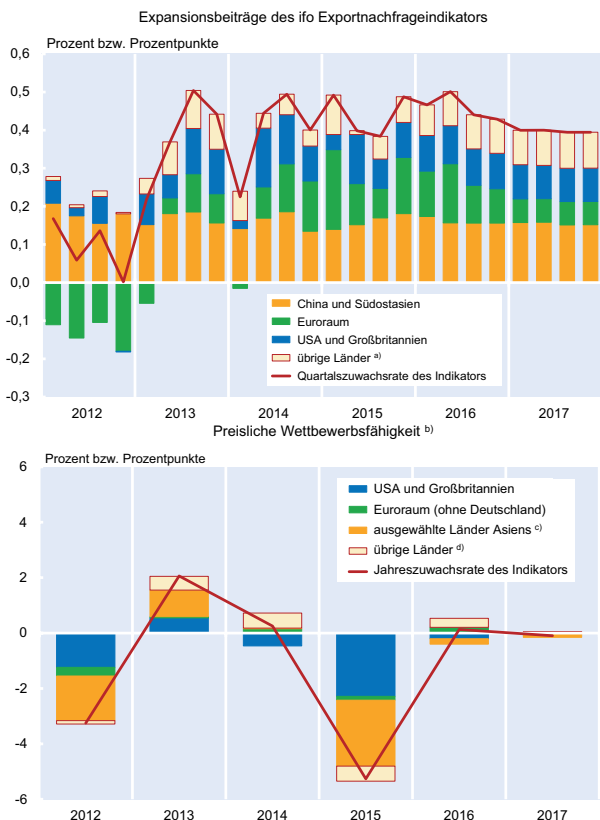 Expansionsbeiträge des ifo Exportnachfrageindikators
Prozent bzw. Prozentpunkte
0,6
0,5
0,4
0,3
0,2
0,1
0,0
-0,1
-0,2
-0,3
China und Südostasien
Euroraum
USA und Großbritannien
übrige Länder a)
Quartalszuwachsrate des Indikators
2012 2013 2014 2015 2016 2017
Preisliche Wettbewerbsfähigkeit b)
Prozent bzw. Prozentpunkte
6
4
2
0
-2
-4
-6
USA und Großbritannien
Euroraum (ohne Deutschland)
ausgewählte Länder Asiens c)
übrige Länder d)
Jahreszuwachsrate des Indikators
2012 2013 2014 2015 2016 2017